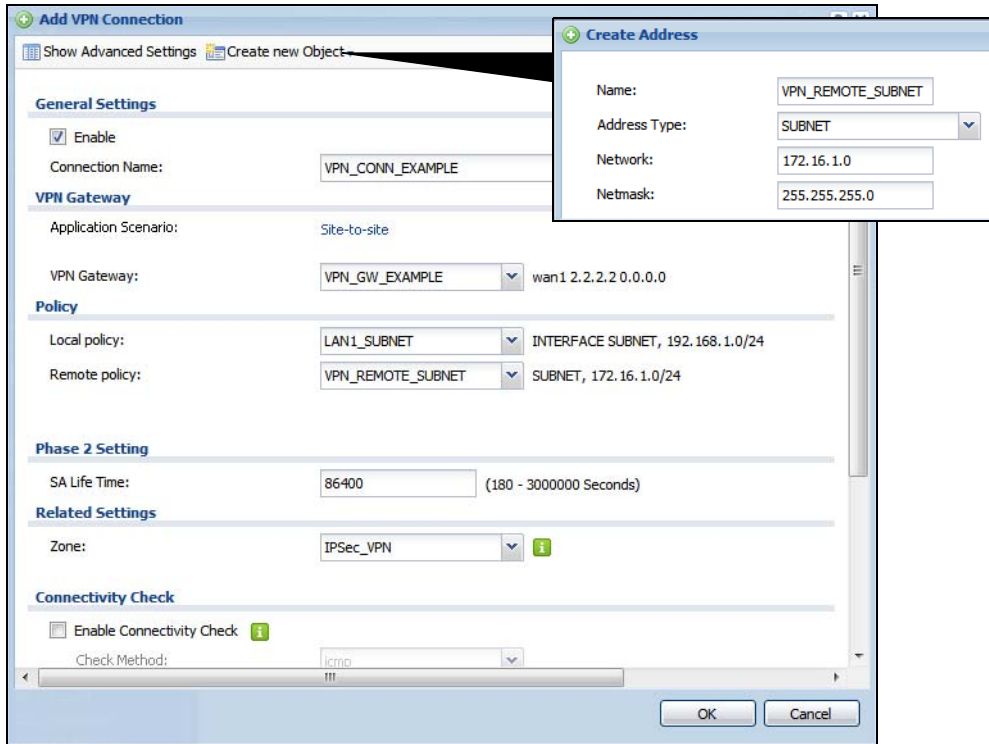 Add VPN Connection
Show Advanced Settings Create new Object
General Settings
Enable
Connection Name: VPN_CONN_EXAMPLE
VPN Gateway
Application Scenario: Site-to-site
VPN Gateway: VPN_GW_EXAMPLE wan1 2.2.2.2 0.0.0.0
Policy
Local policy: LAN1_SUBNET INTERFACE SUBNET, 192.168.1.0/24
Remote policy: VPN_REMOTE_SUBNET SUBNET, 172.16.1.0/24
Phase 2 Setting
SA Life Time: 86400 (180 - 3000000 Seconds)
Related Settings
Zone: IPSec_VPN
Connectivity Check
Enable Connectivity Check
Check Method: icmp
OK Cancel
Create Address
Name: VPN_REMOTE_SUBNET
Address Type: SUBNET
Network: 172.16.1.0
Netmask: 255.255.255.0